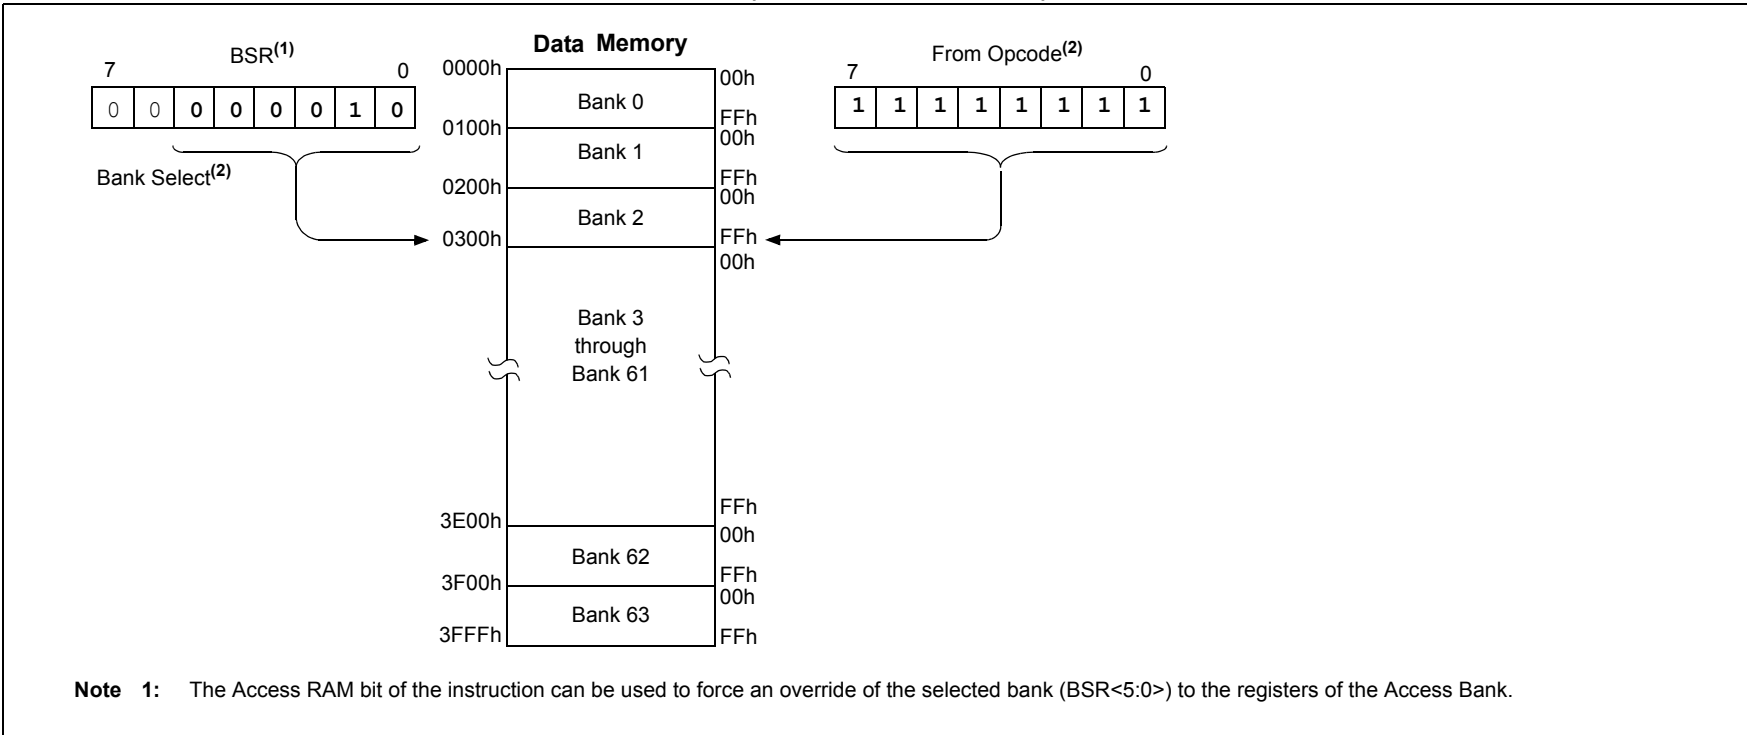 Data Memory
BSR(1)
7 0
0 0 0 0 0 0 1 0
Bank Select(2)
From Opcode(2)
7 0
1 1 1 1 1 1 1 1
0000h
Bank 0
00h
FFh
0100h
00h
Bank 1
FFh
0200h
00h
Bank 2
FFh
0300h
00h
Bank 3
through
Bank 61
FFh
3E00h
00h
Bank 62
FFh
3F00h
00h
Bank 63
3FFFh
FFh
Note 1: The Access RAM bit of the instruction can be used to force an override of the selected bank (BSR<5:0>) to the registers of the Access Bank.